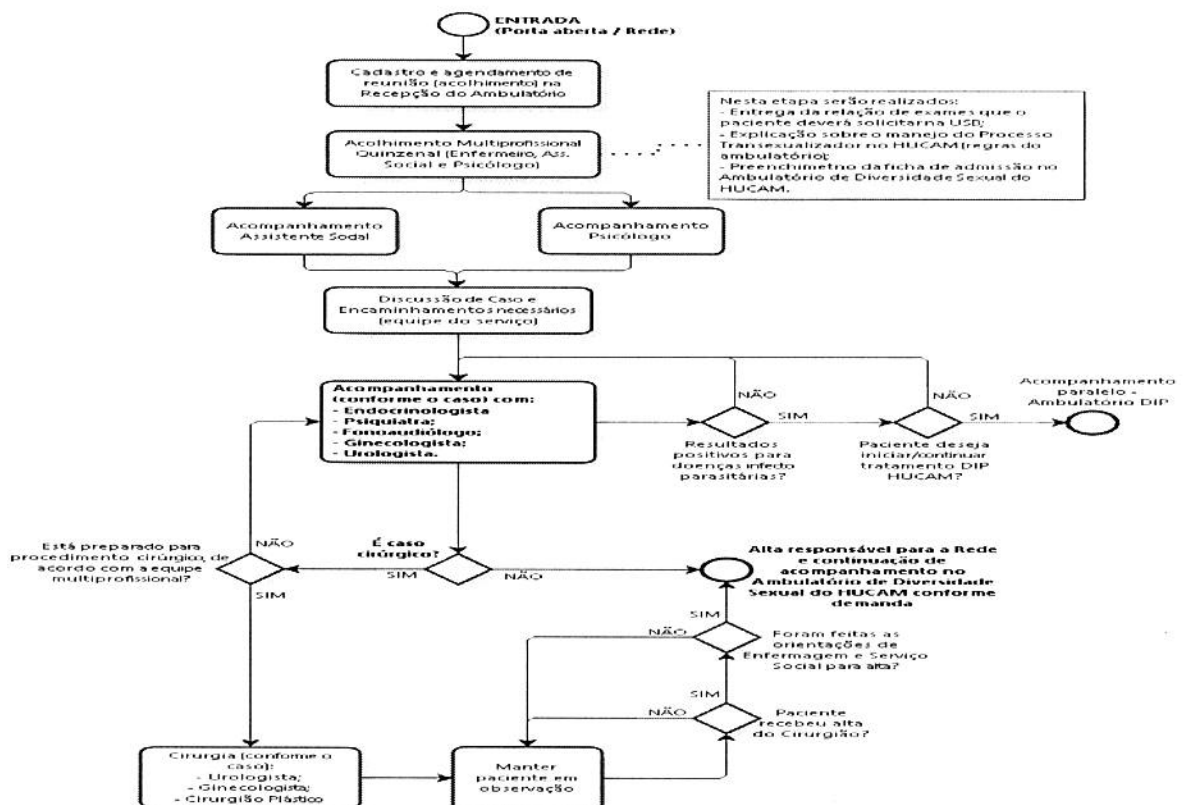 ENTRADA
(Porta aberta / Rede)
Cadastro e agendamento de
reunião (acolhimento) na
Recepção do Ambulatório
Acolhimento Multiprofissional
Quinzenal (Enfermeiro, Ass.
Social e Psicólogo)
Nesta etapa serão realizados:
- Entrega da relação de exames que o
paciente deverá solicitar na USB;
- Explicação sobre o manejo do Processo
Transexualizador no HUCAM (regras do
ambulatório);
- Preenchimetno da ficha de admissão no
Ambulatório de Diversidade Sexual do
HUCAM.
Acompanhamento
Assistente Social
Acompanhamento
Psicólogo
Discussão de Caso e
Encaminhamentos necessários
(equipe do serviço)
Acompanhamento
(conforme o caso) com:
- Endocrinologista
- Psiquiatra;
- Fonoaudiólogo;
- Ginecologista;
- Urologista.
NÃO
SIM
Resultados
positivos para
doenças infecto
parasitárias?
NÃO
SIM
Paciente deseja
iniciar/continuar
tratamento DIP
HUCAM?
Acompanhamento
paralelo -
Ambulatório DIP
É caso
cirúrgico?
SIM
NÃO
Está preparado para
procedimento cirúrgico, de
acordo com a equipe
multiprofissional?
NÃO
SIM
Alta responsável para a Rede
e continuação de
acompanhamento no
Ambulatório de Diversidade
Sexual do HUCAM conforme
demanda
SIM
NÃO
Foram feitas as
orientações de
Enfermagem e Serviço
Social para alta?
SIM
NÃO
Paciente
recebeu alta
do Cirurgião?
Cirurgia (conforme o
caso):
- Urologista;
- Ginecologista;
- Cirurgião Plástico
Manter
paciente em
observação